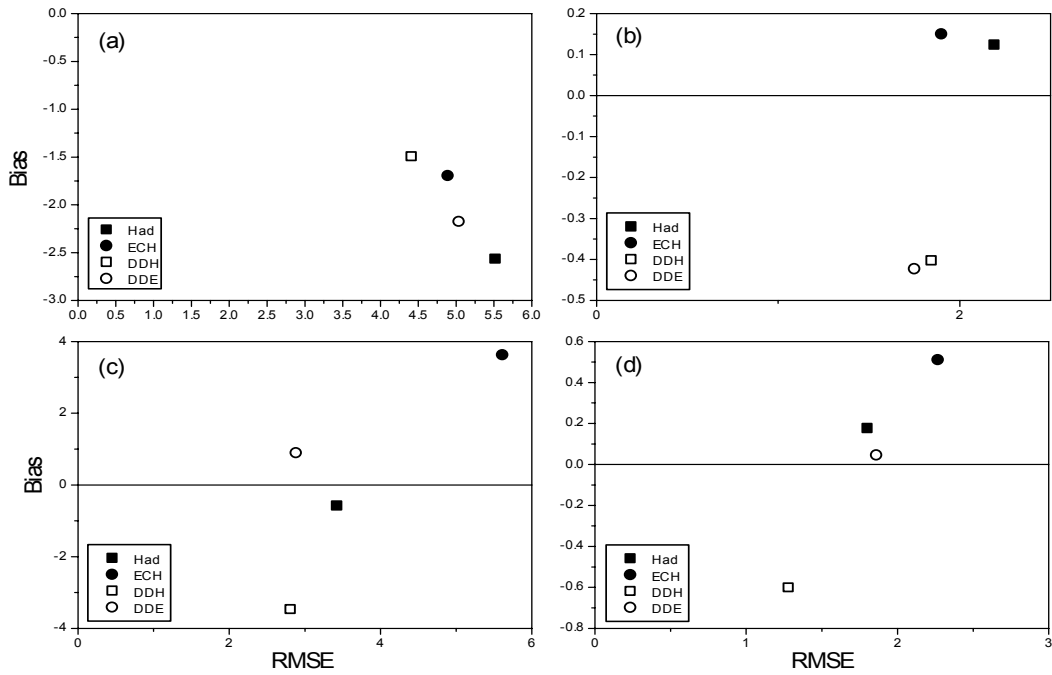 (a)
Bias
0.0
-0.5
-1.0
-1.5
-2.0
-2.5
-3.0
Had
ECH
DDH
DDE
0.0 0.5 1.0 1.5 2.0 2.5 3.0 3.5 4.0 4.5 5.0 5.5 6.0
(b)
0.2
0.1
0.0
-0.1
-0.2
-0.3
-0.4
-0.5
Had
ECH
DDH
DDE
0 2
(c)
Bias
4
2
0
-2
-4
Had
ECH
DDH
DDE
0 2 4 6
RMSE
(d)
0.6
0.4
0.2
0.0
-0.2
-0.4
-0.6
-0.8
Had
ECH
DDH
DDE
0 1 2 3
RMSE